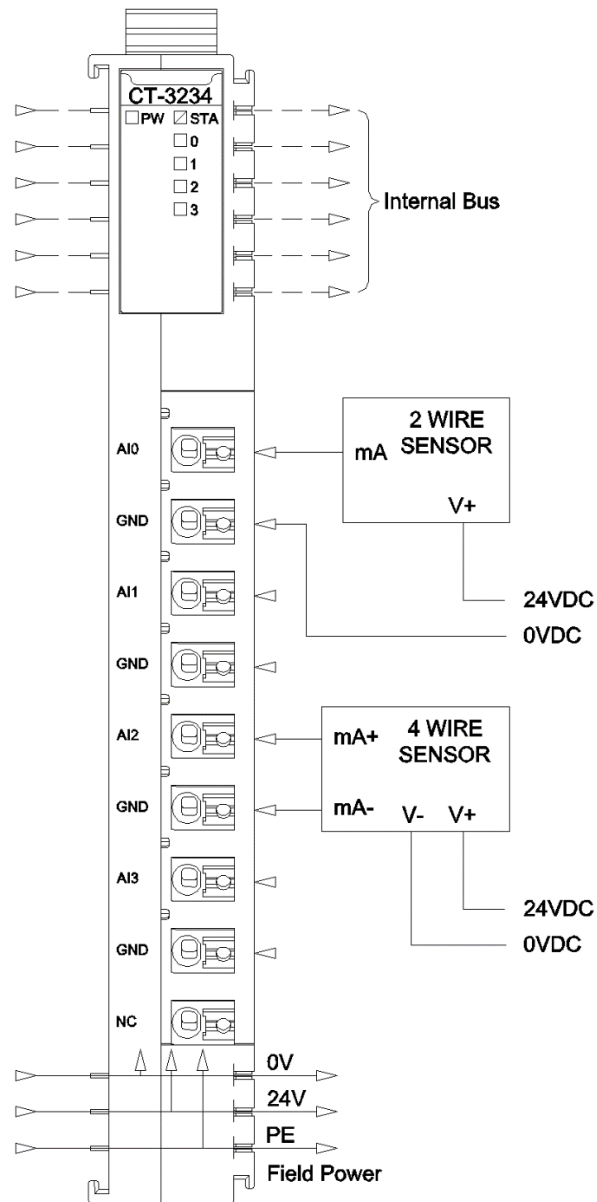 CT-3234
PW STA
0
1
2
3
Internal Bus
AI0
GND
AI1
GND
AI2
GND
AI3
GND
NC
2 WIRE
SENSOR
mA
V+
24VDC
0VDC
4 WIRE
SENSOR
mA+
mA-
V- V+
24VDC
0VDC
0V
24V
PE
Field Power